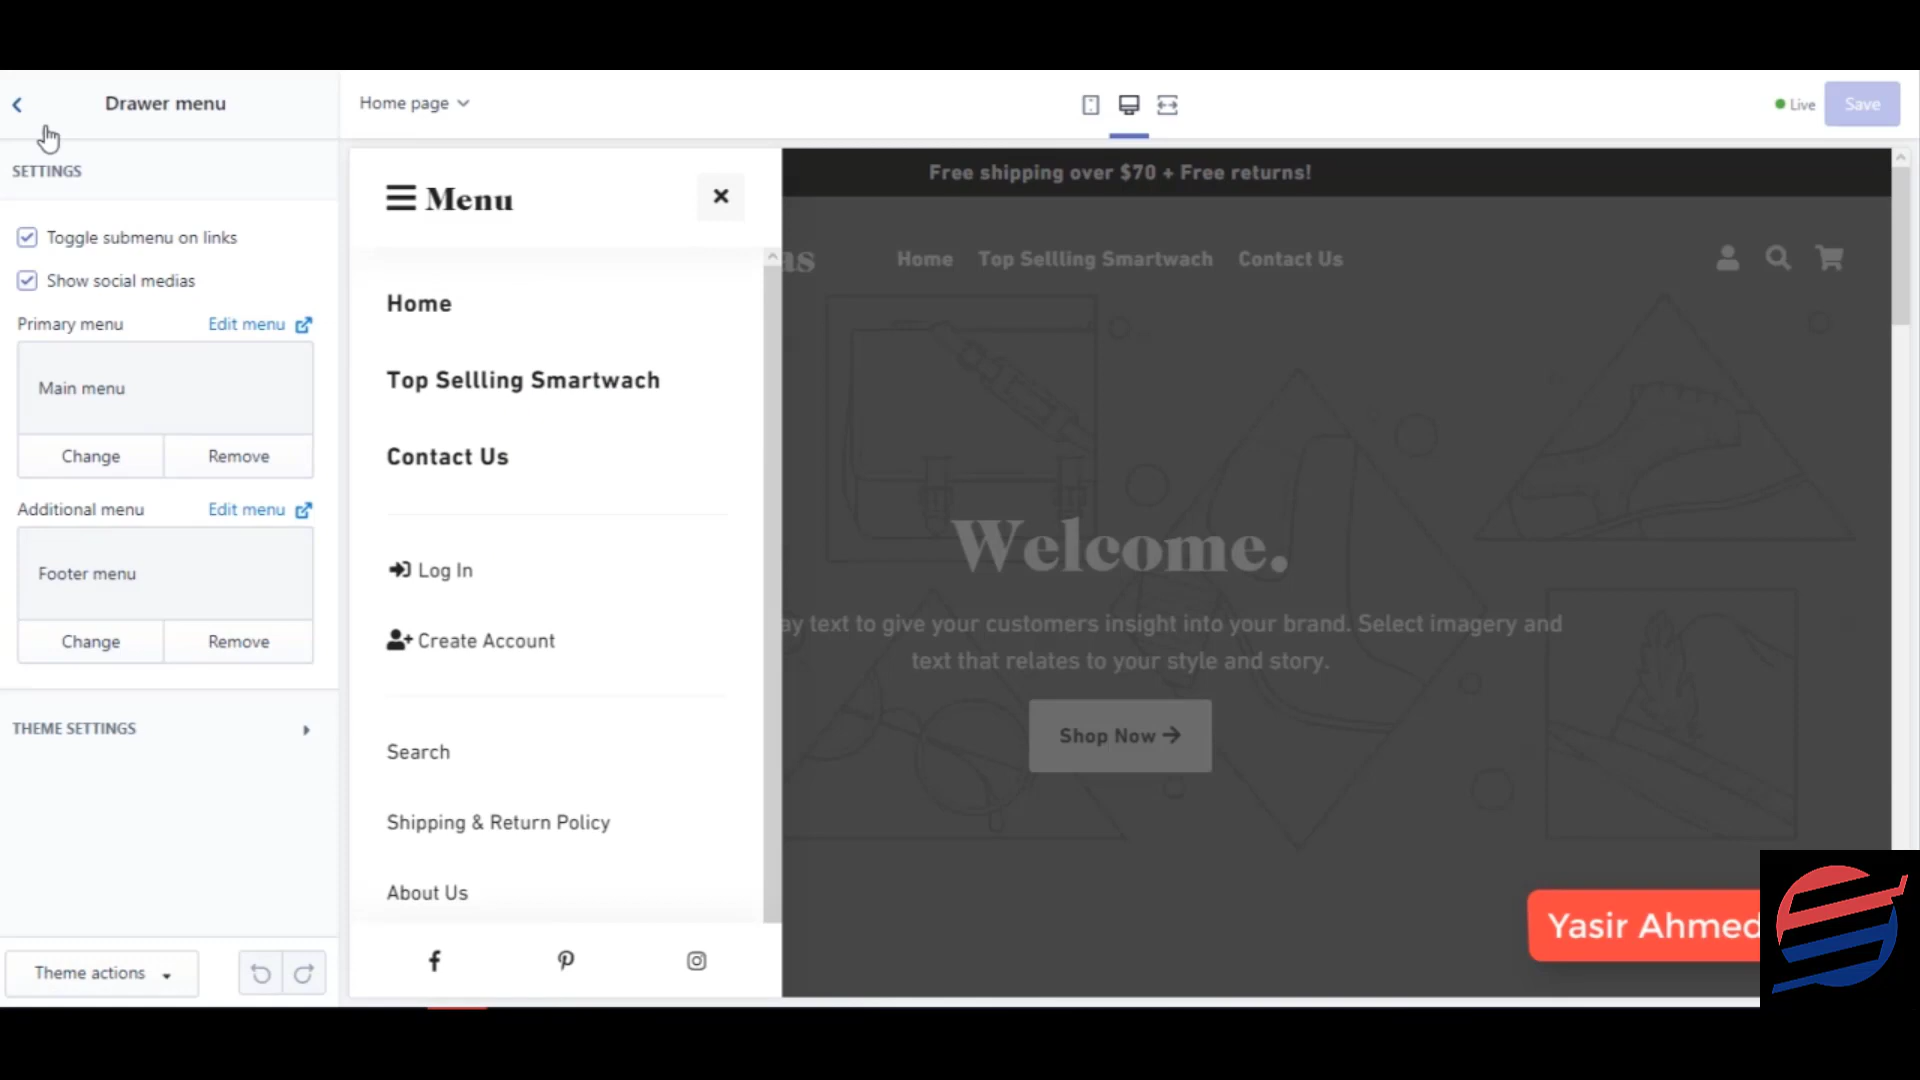 Drawer menu
Home page
Live
Save
SETTINGS
Toggle submenu on links
Show social medias
Primary menu
Edit menu
Main menu
Change
Remove
Additional menu
Edit menu
Footer menu
Change
Remove
THEME SETTINGS
Theme actions
Menu
Home
Top Sellling Smartwach
Contact Us
Log In
Create Account
Search
Shipping & Return Policy
About Us
Free shipping over $70 + Free returns!
Home
Top Sellling Smartwach
Contact Us
Welcome.
text to give your customers insight into your brand. Select imagery and
text that relates to your style and story.
Shop Now
Yasir Ahmed